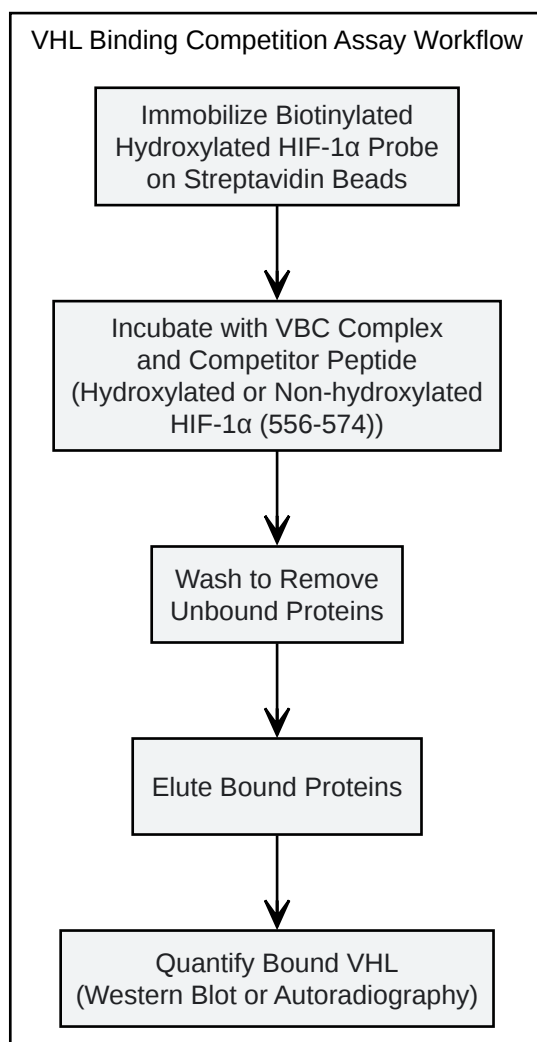 VHL Binding Competition Assay Workflow
Immobilize Biotinylated
Hydroxylated HIF-1α Probe
on Streptavidin Beads
Incubate with VBC Complex
and Competitor Peptide
(Hydroxylated or Non-hydroxylated
HIF-1α (556-574))
Wash to Remove
Unbound Proteins
Elute Bound Proteins
Quantify Bound VHL
(Western Blot or Autoradiography)